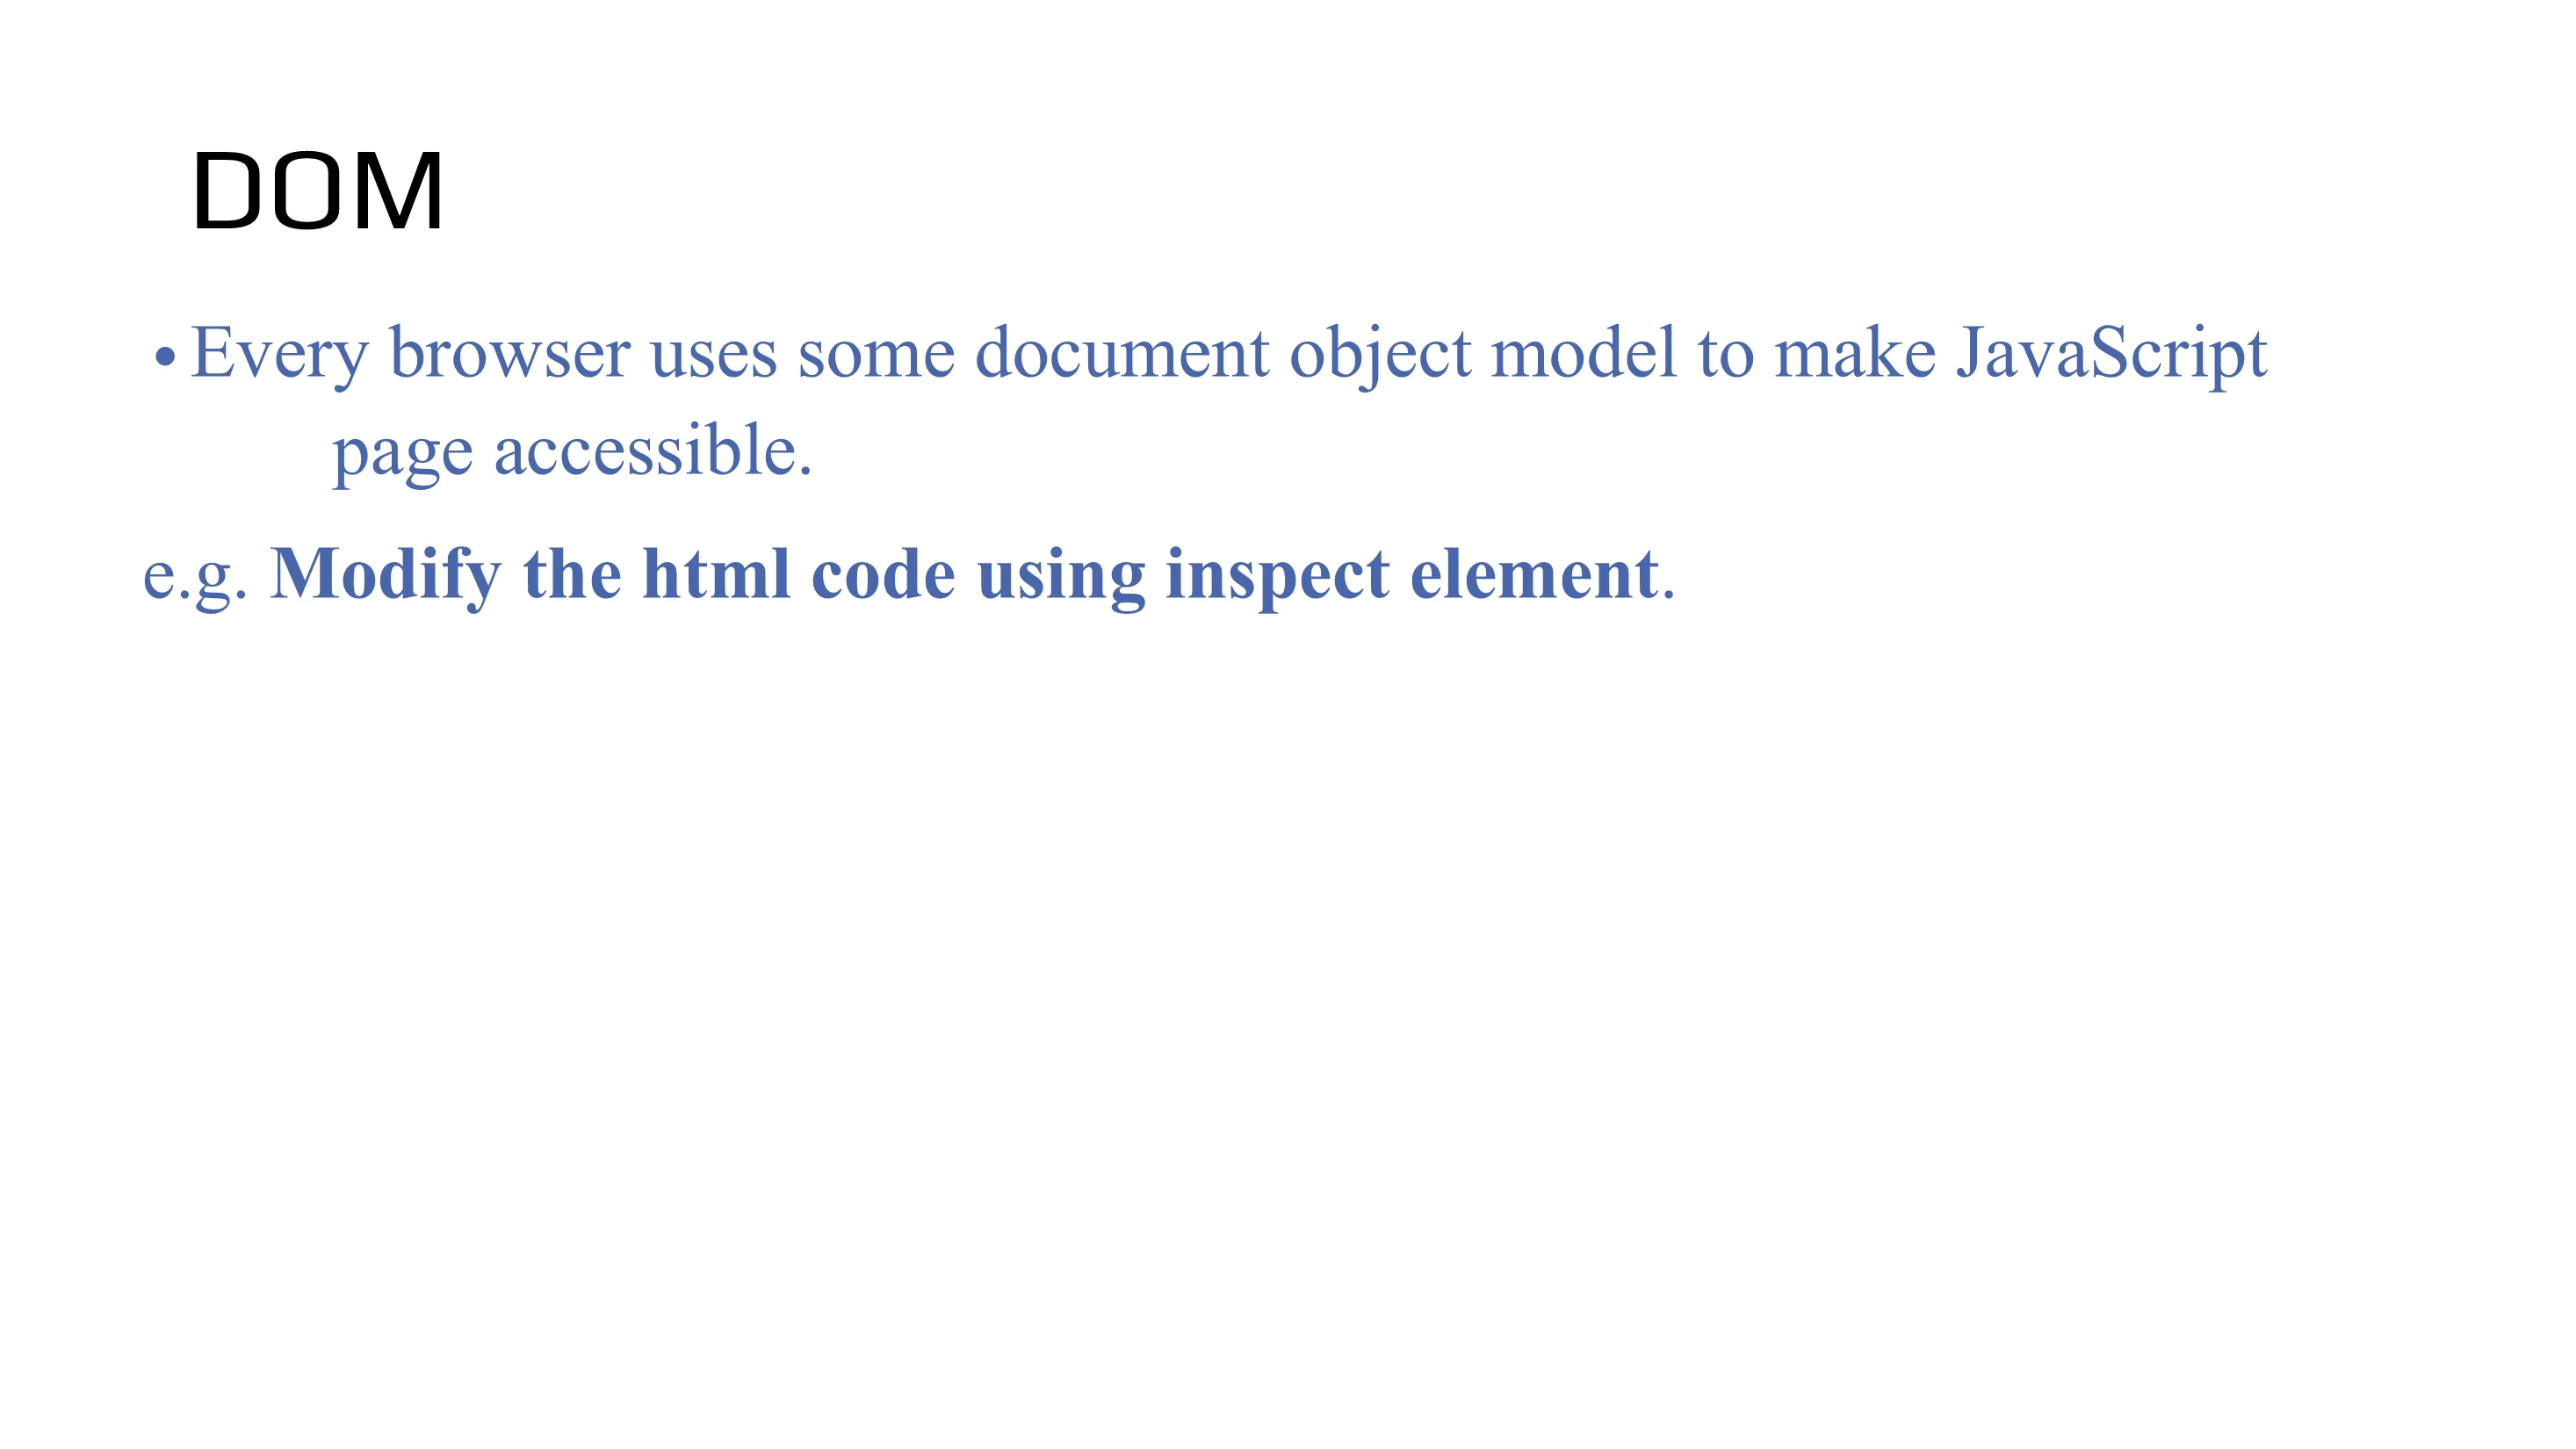 DOM
• Every browser uses some document object model to make JavaScript
page accessible.
e.g. Modify the html code using inspect element.